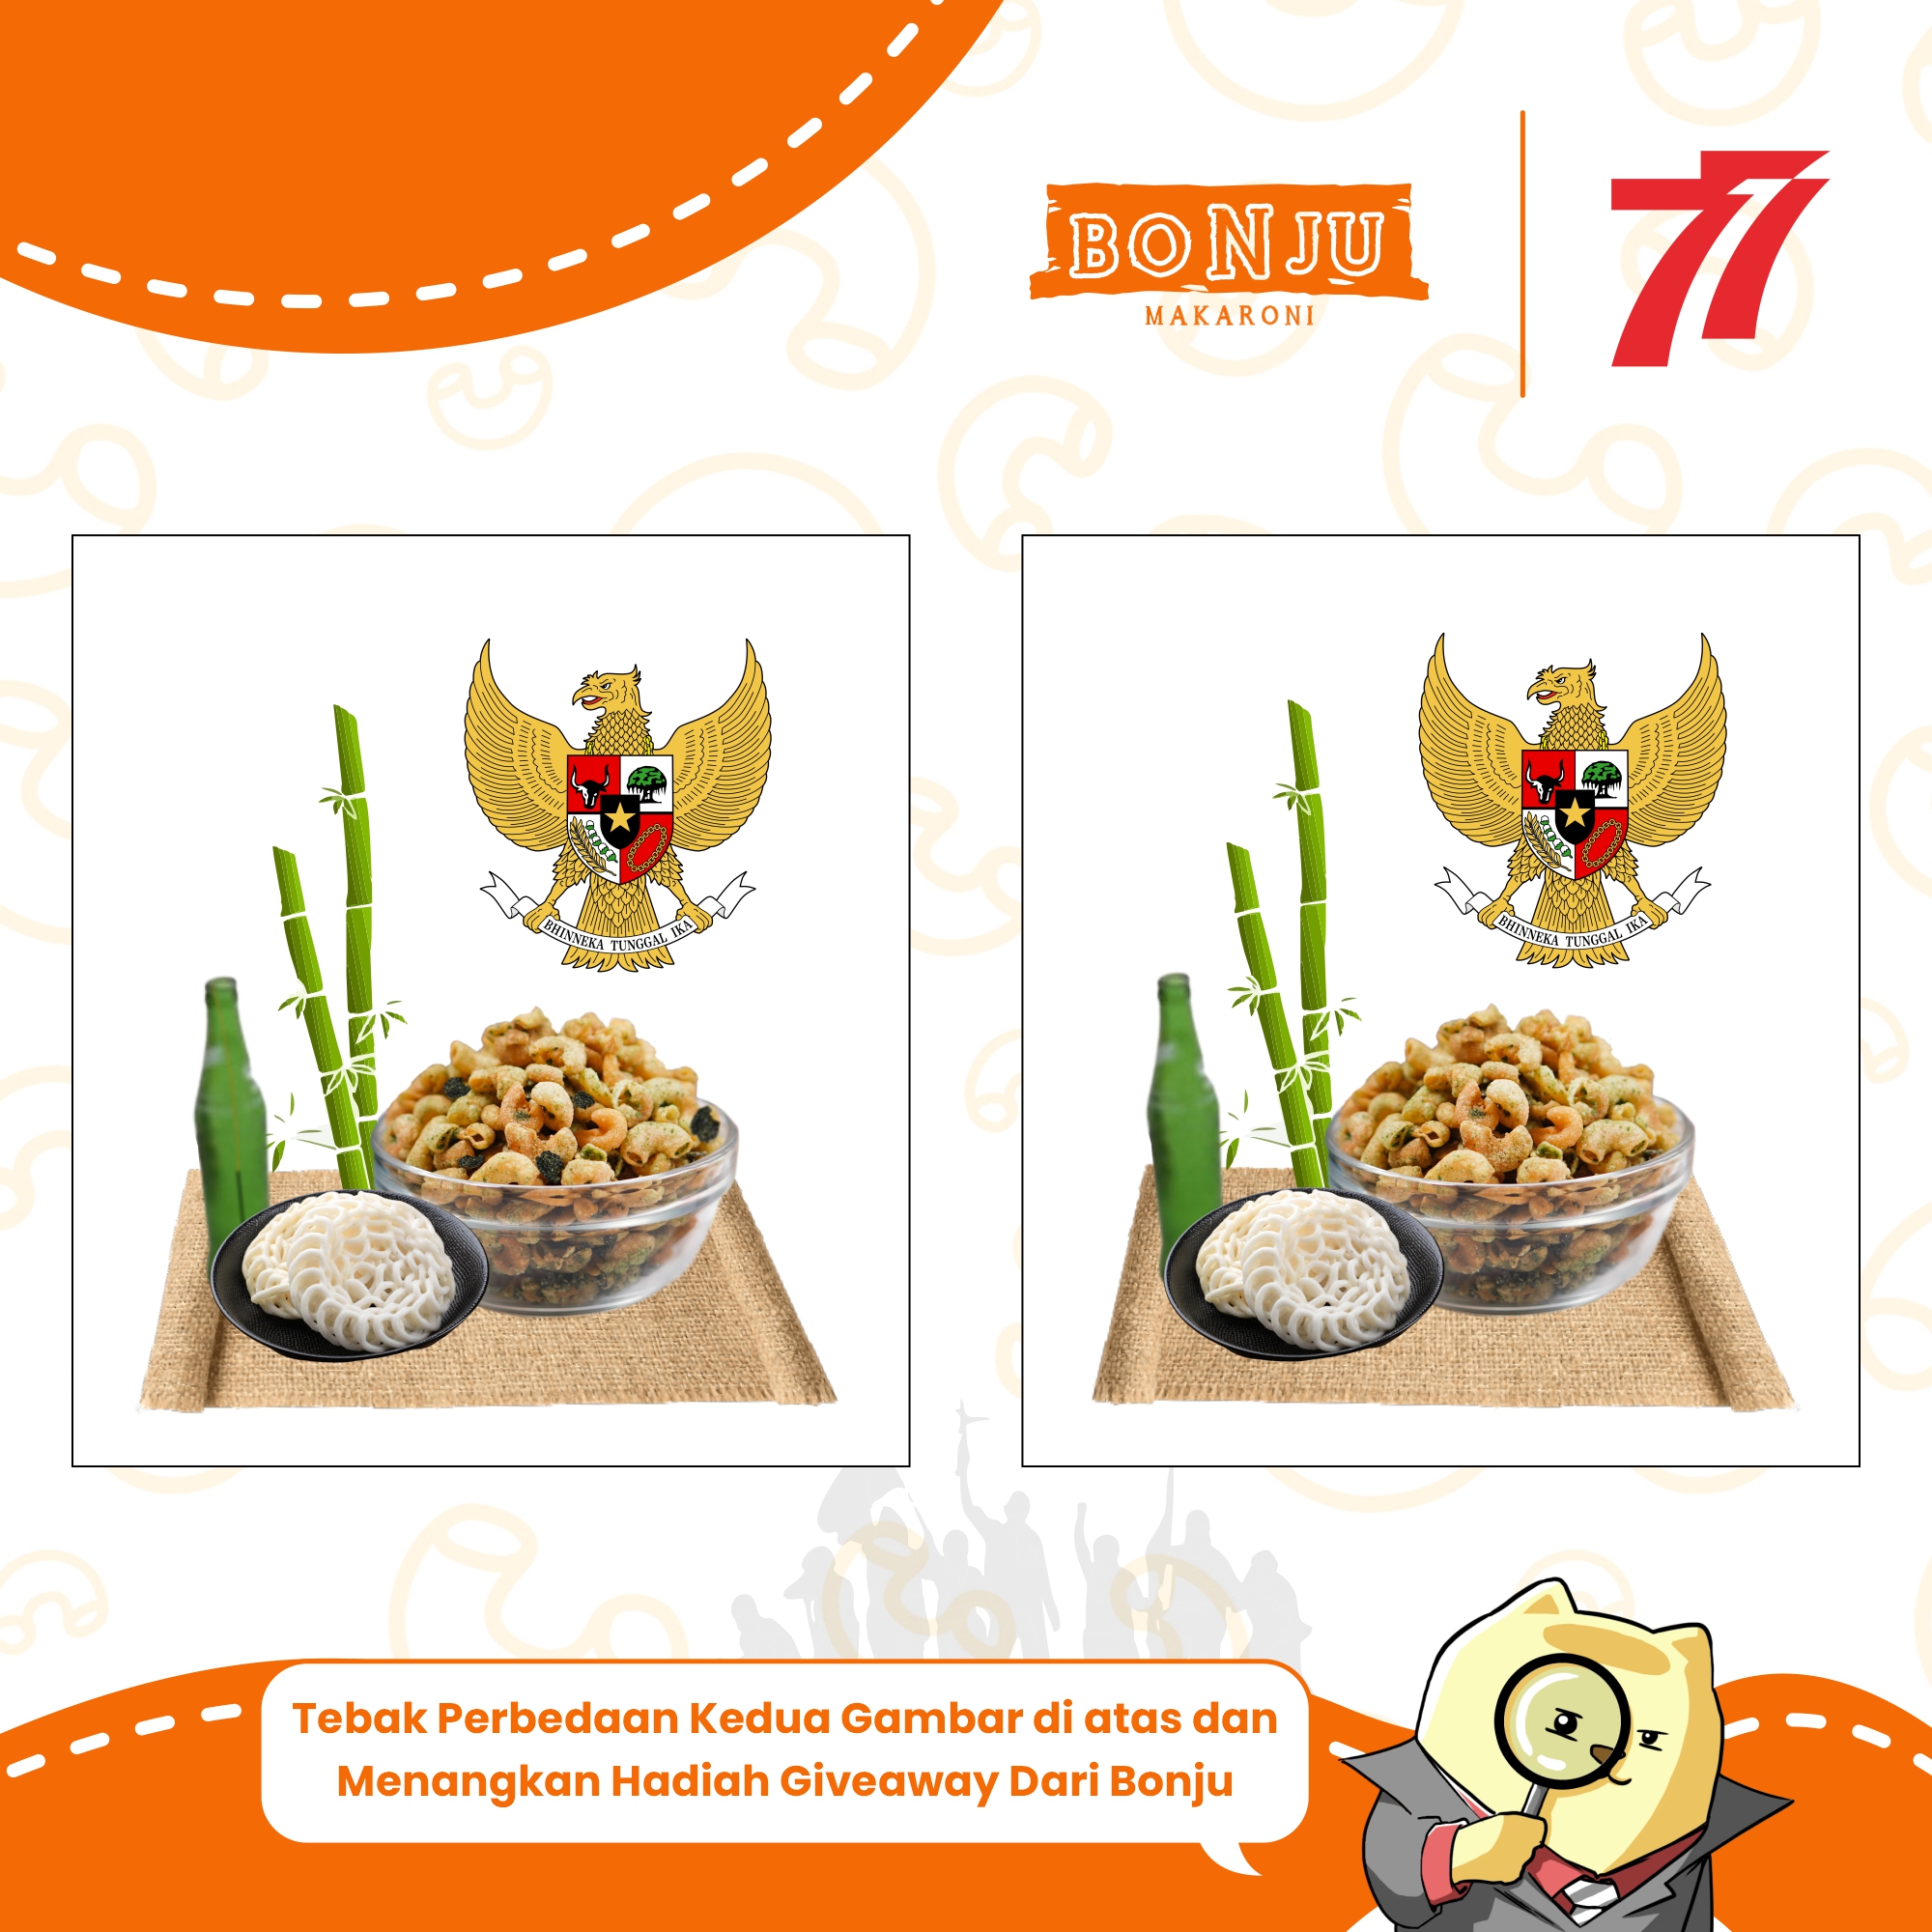 BONJU
MAKARONI
77
BHINNEKA TUNGGAL IKA
BHINNEKA TUNGGAL IKA
Tebak Perbedaan Kedua Gambar di atas dan
Menangkan Hadiah Giveaway Dari Bonju